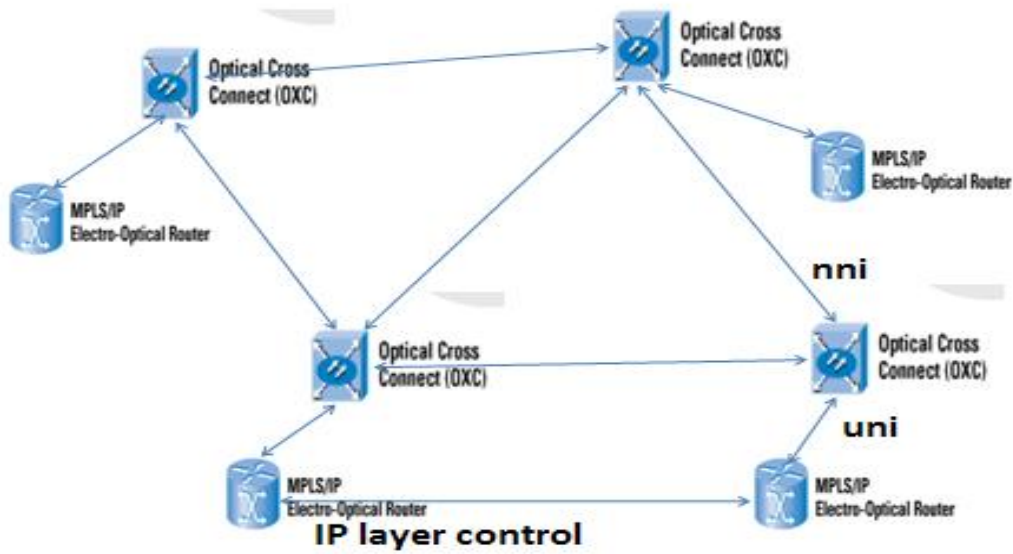 Optical Cross
Connect (OXC)
Optical Cross
Connect (OXC)
MPLS/IP
Electro-Optical Router
MPLS/IP
Electro-Optical Router
nni
Optical Cross
Connect (OXC)
Optical Cross
Connect (OXC)
uni
MPLS/IP
Electro-Optical Router
MPLS/IP
Electro-Optical Router
IP layer control